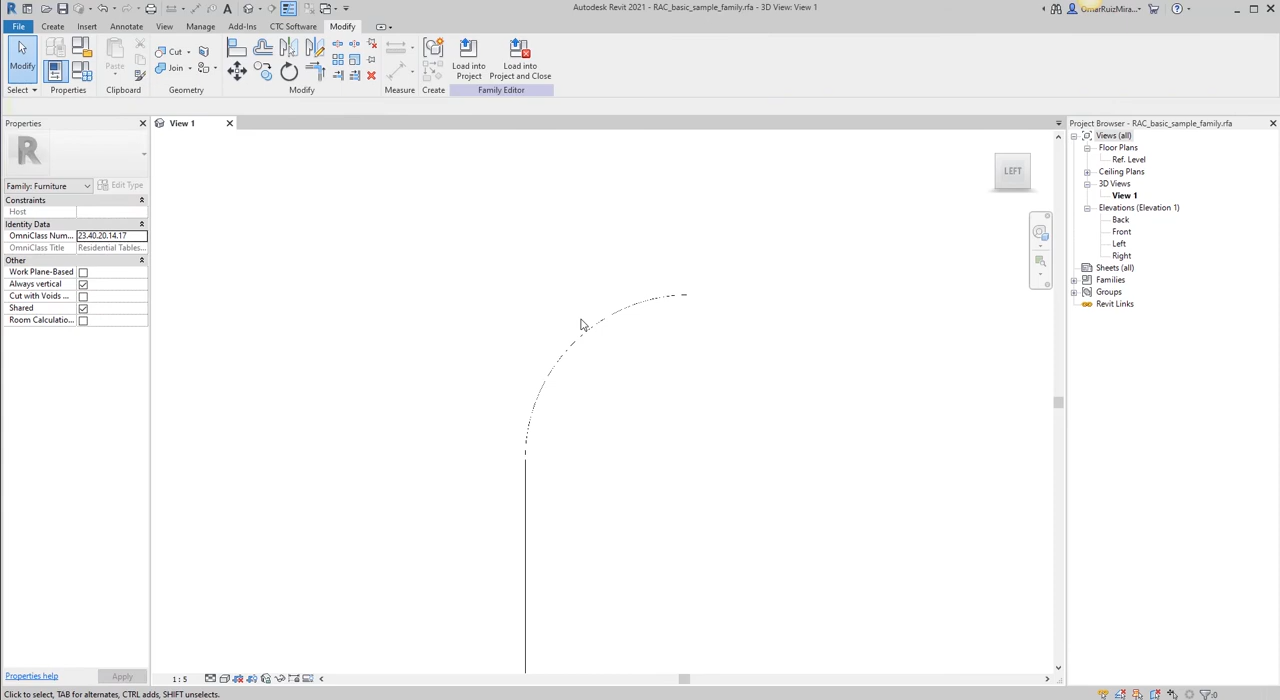 Autodesk Revit 2021 - RAC_basic_sample_family.rfa - 3D View: View 1
OmarRuizMira...
File Create Insert Annotate View Manage Add-Ins CTC Software Modify
Modify
Paste
Cut
Join
Load into
Project
Load into
Project and Close
Select Properties Clipboard Geometry Modify Measure Create Family Editor
Properties
View 1
Project Browser - RAC_basic_sample_family.rfa
R
Family: Furniture
Edit Type
Constraints
Host
Identity Data
OmniClass Num... 23.40.20.14.17
OmniClass Title Residential Tables...
Other
Work Plane-Based
Always vertical
Cut with Voids ...
Shared
Room Calculatio...
LEFT
Views (all)
Floor Plans
Ref. Level
Ceiling Plans
3D Views
View 1
Elevations (Elevation 1)
Back
Front
Left
Right
Sheets (all)
Families
Groups
Revit Links
Properties help
Apply
1 : 5
Click to select, TAB for alternates, CTRL adds, SHIFT unselects.
:0